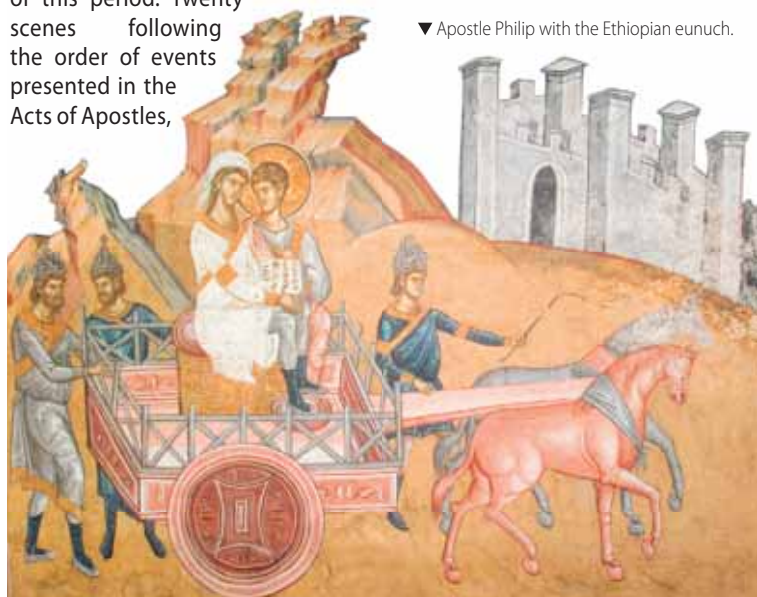 of this period. Twenty
scenes following
the order of events
presented in the
Acts of Apostles,
▼ Apostle Philip with the Ethiopian eunuch.